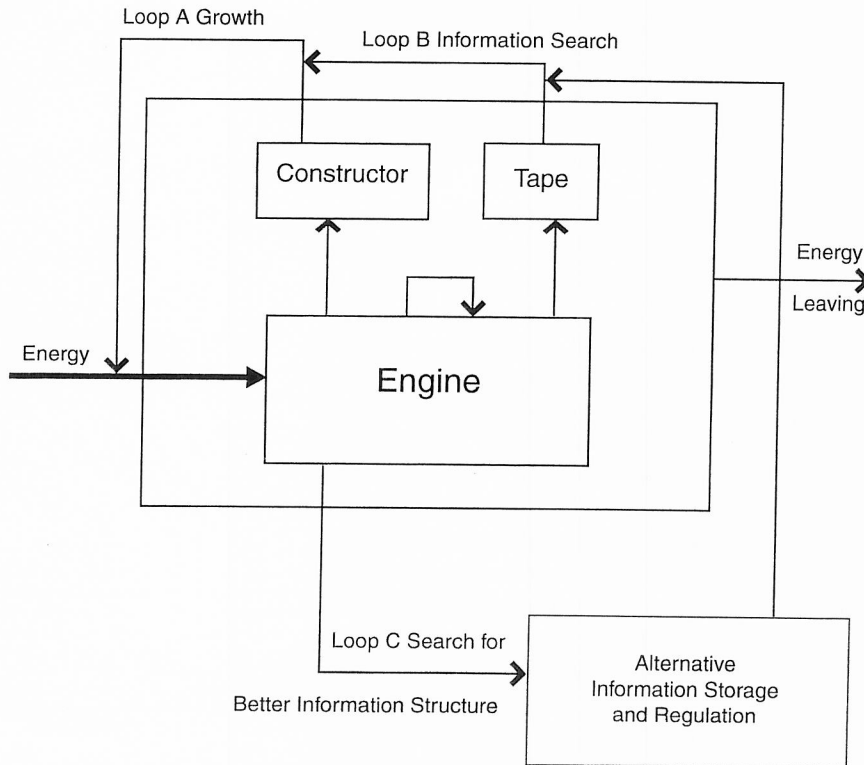 Loop A Growth
Loop B Information Search
Constructor
Tape
Energy
Leaving
Energy
Engine
Loop C Search for
Better Information Structure
Alternative
Information Storage
and Regulation